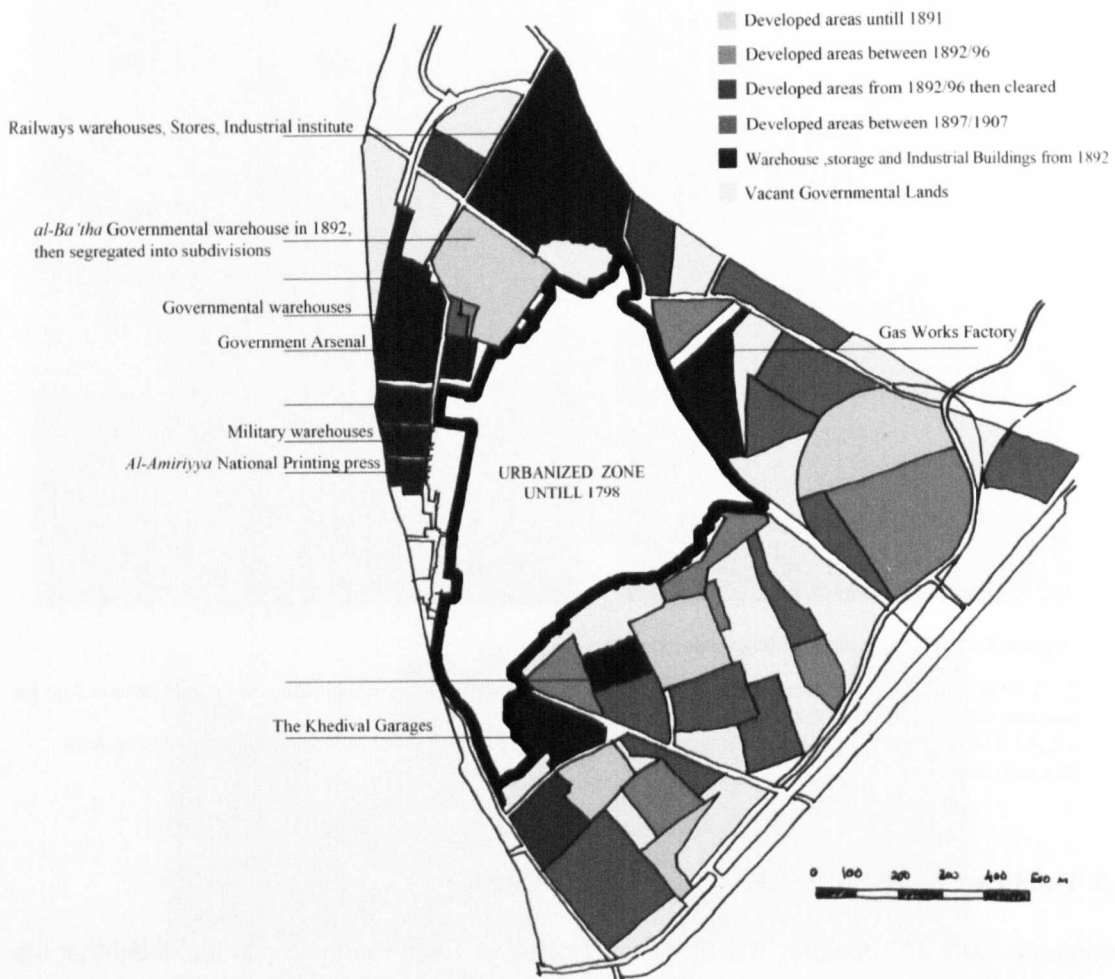 Developed areas untill 1891
Developed areas between 1892/96
Developed areas from 1892/96 then cleared
Developed areas between 1897/1907
Warehouse ,storage and Industrial Buildings from 1892
Vacant Governmental Lands
Railways warehouses, Stores, Industrial institute
al-Ba'tha Governmental warehouse in 1892,
then segregated into subdivisions
Governmental warehouses
Government Arsenal
Gas Works Factory
Military warehouses
Al-Amiriyya National Printing press
URBANIZED ZONE
UNTILL 1798
The Khedival Garages
0 100 200 300 400 500 M